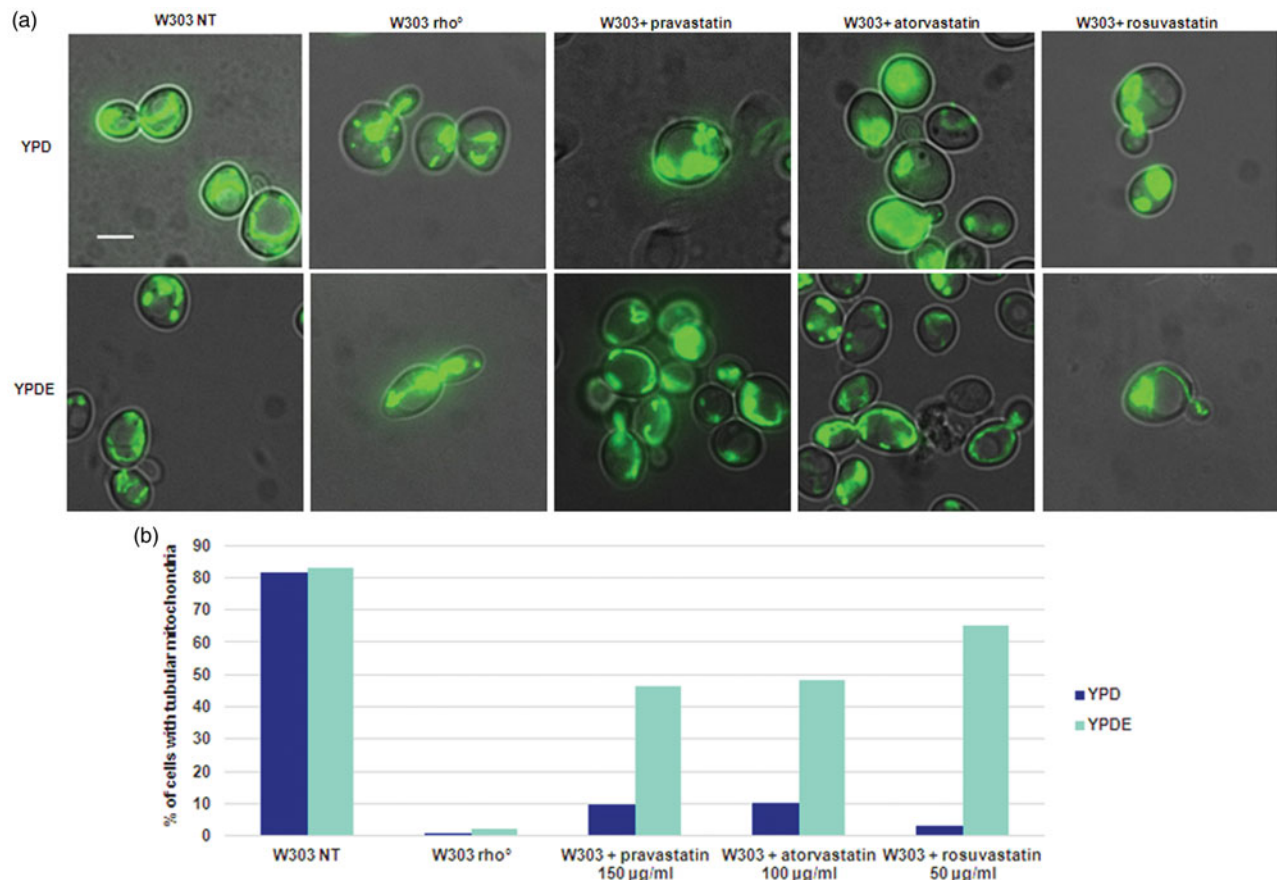 (a)
W303 NT
W303 rho⁰
W303+ pravastatin
W303+ atorvastatin
W303+ rosuvastatin
YPD
YPDE
(b)
% of cells with tubular mitochondria
90
80
70
60
50
40
30
20
10
0
W303 NT
W303 rho⁰
W303 + pravastatin
150 µg/ml
W303 + atorvastatin
100 µg/ml
W303 + rosuvastatin
50 µg/ml
YPD
YPDE